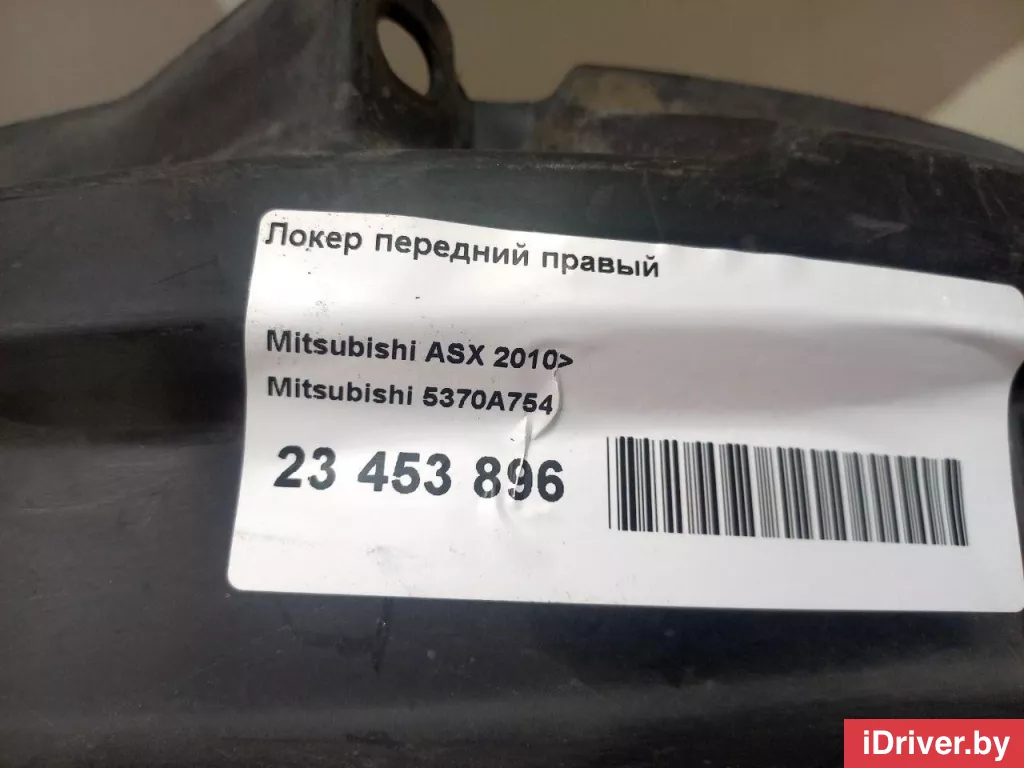 Локер передний правый
Mitsubishi ASX 2010>
Mitsubishi 5370A754
23 453 896
iDriver.by